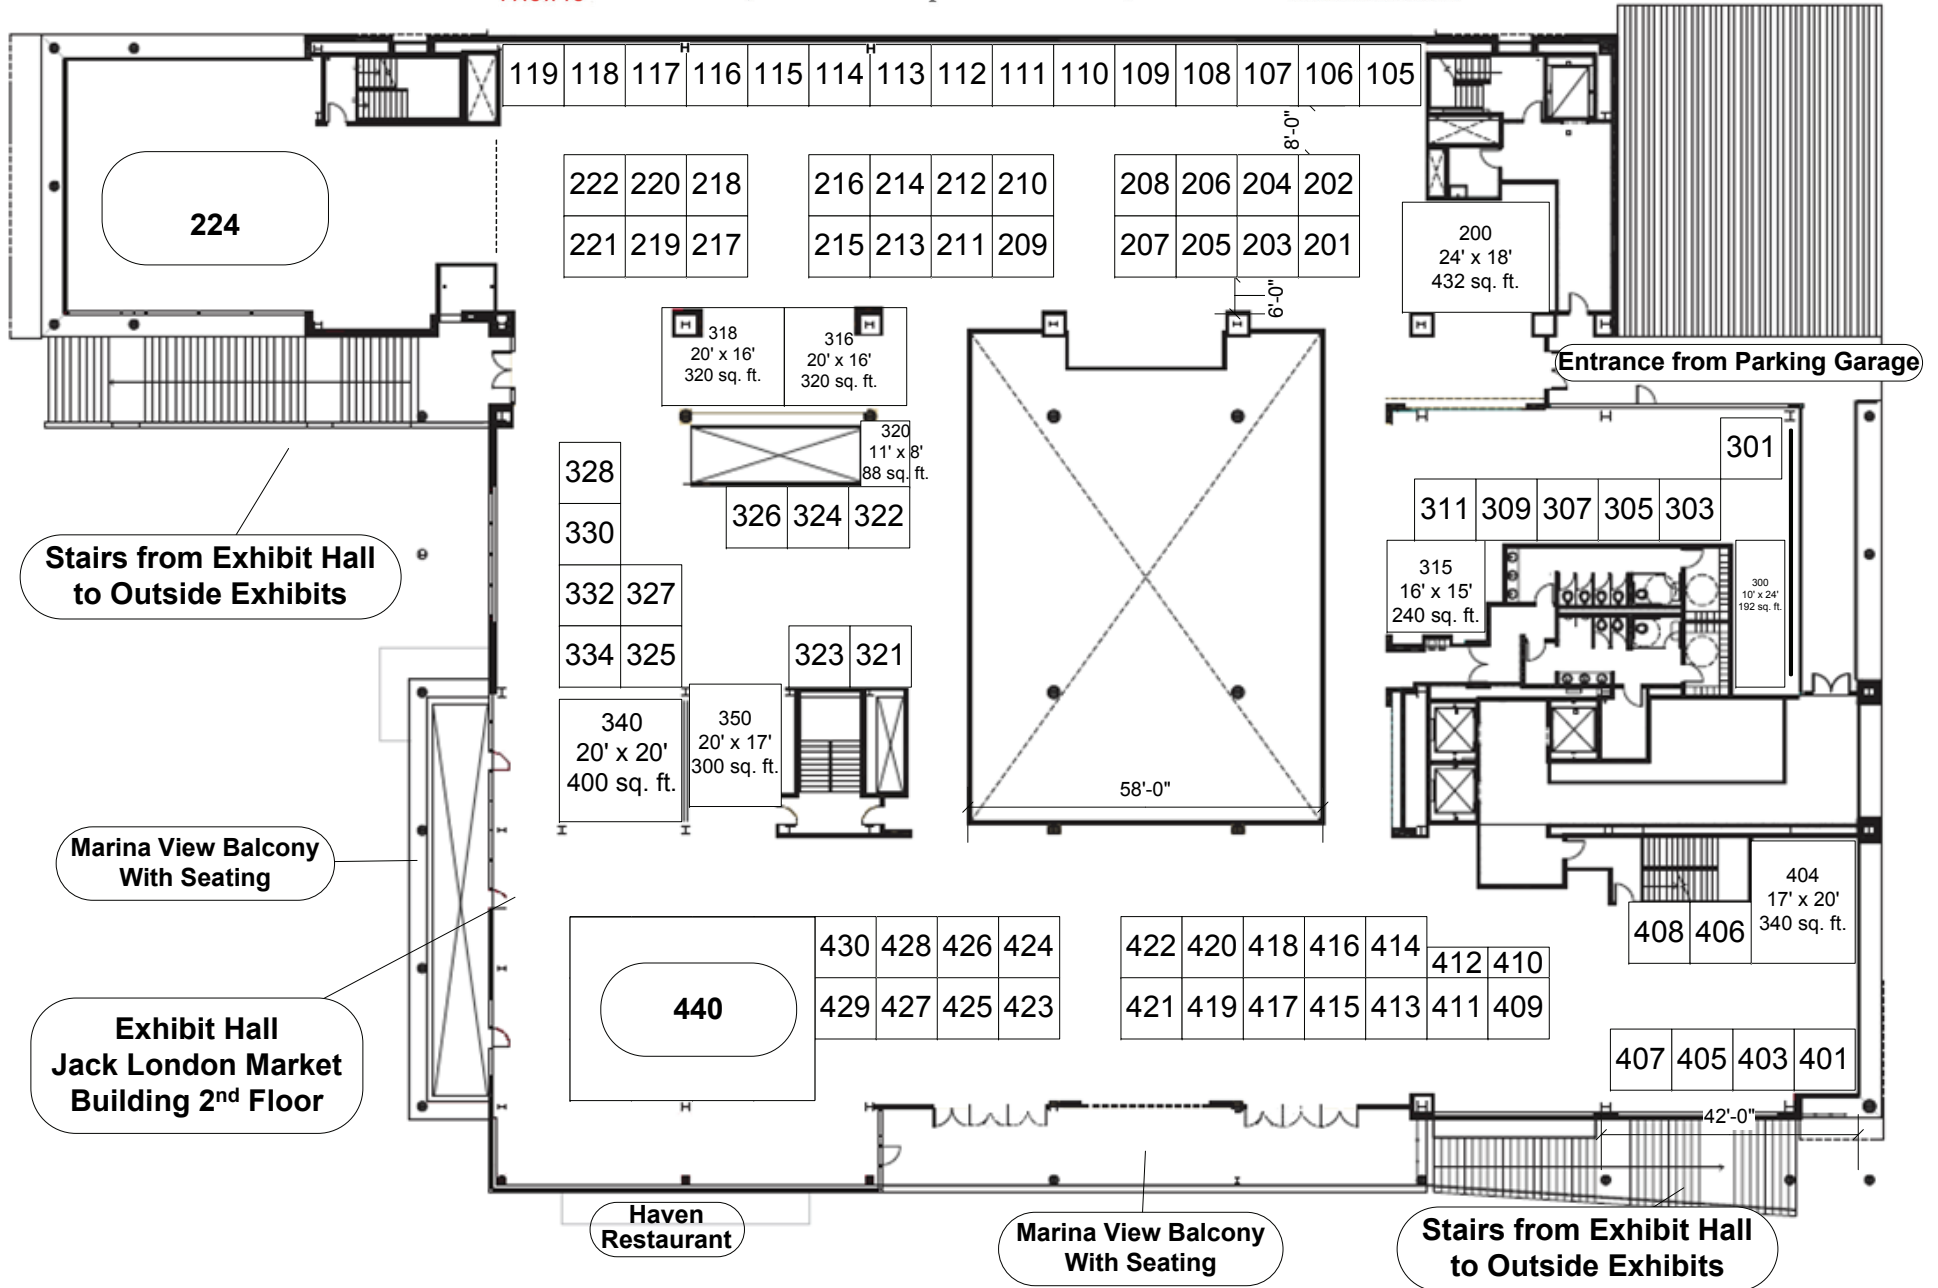 119 118 117 116 115 114 113 112 111 110 109 108 107 106 105
8'-0"
222 220 218 216 214 212 210 208 206 204 202
224
221 219 217 215 213 211 209 207 205 203 201
200
24' x 18'
432 sq. ft.
6'-0"
318
20' x 16'
320 sq. ft.
316
20' x 16'
320 sq. ft.
Entrance from Parking Garage
320
11' x 8'
88 sq. ft.
301
328
326 324 322
311 309 307 305 303
330
Stairs from Exhibit Hall
to Outside Exhibits
315
16' x 15'
240 sq. ft.
300
10' x 24'
192 sq. ft.
332 327
334 325
323 321
340
20' x 20'
400 sq. ft.
350
20' x 17'
300 sq. ft.
58'-0"
Marina View Balcony
With Seating
404
17' x 20'
340 sq. ft.
408 406
430 428 426 424
422 420 418 416 414
412 410
440
429 427 425 423
421 419 417 415 413 411 409
Exhibit Hall
Jack London Market
Building 2nd Floor
407 405 403 401
42'-0"
Haven
Restaurant
Marina View Balcony
With Seating
Stairs from Exhibit Hall
to Outside Exhibits